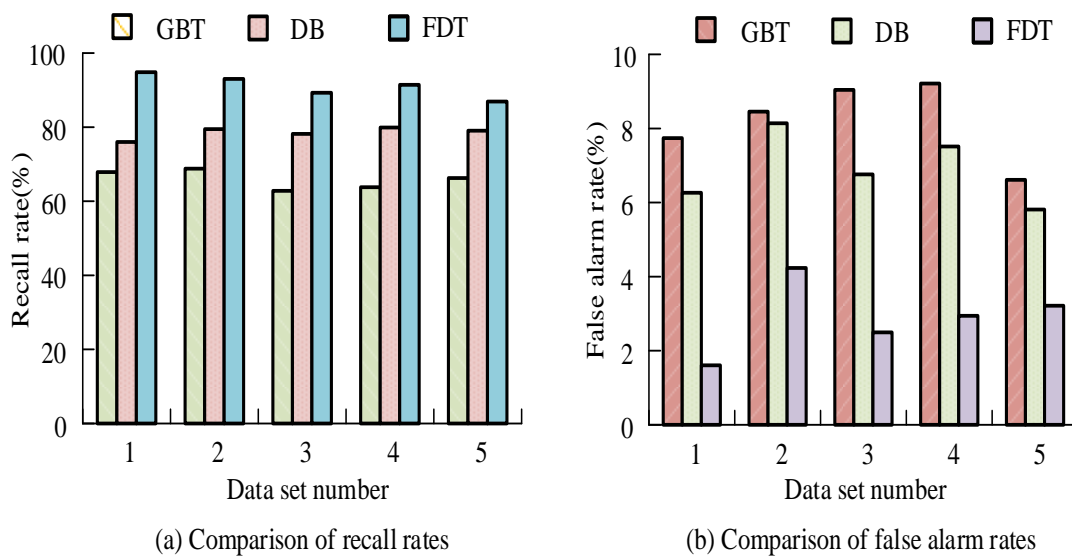 GBT DB FDT
100
80
60
40
20
0
Recall rate(%)
1 2 3 4 5
Data set number
(a) Comparison of recall rates
GBT DB FDT
10
8
6
4
2
0
False alarm rate(%)
1 2 3 4 5
Data set number
(b) Comparison of false alarm rates